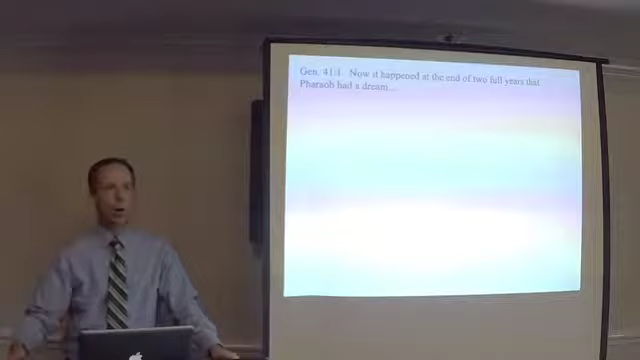 Gen. 41:1 Now it happened at the end of two full years that
Pharaoh had a dream...